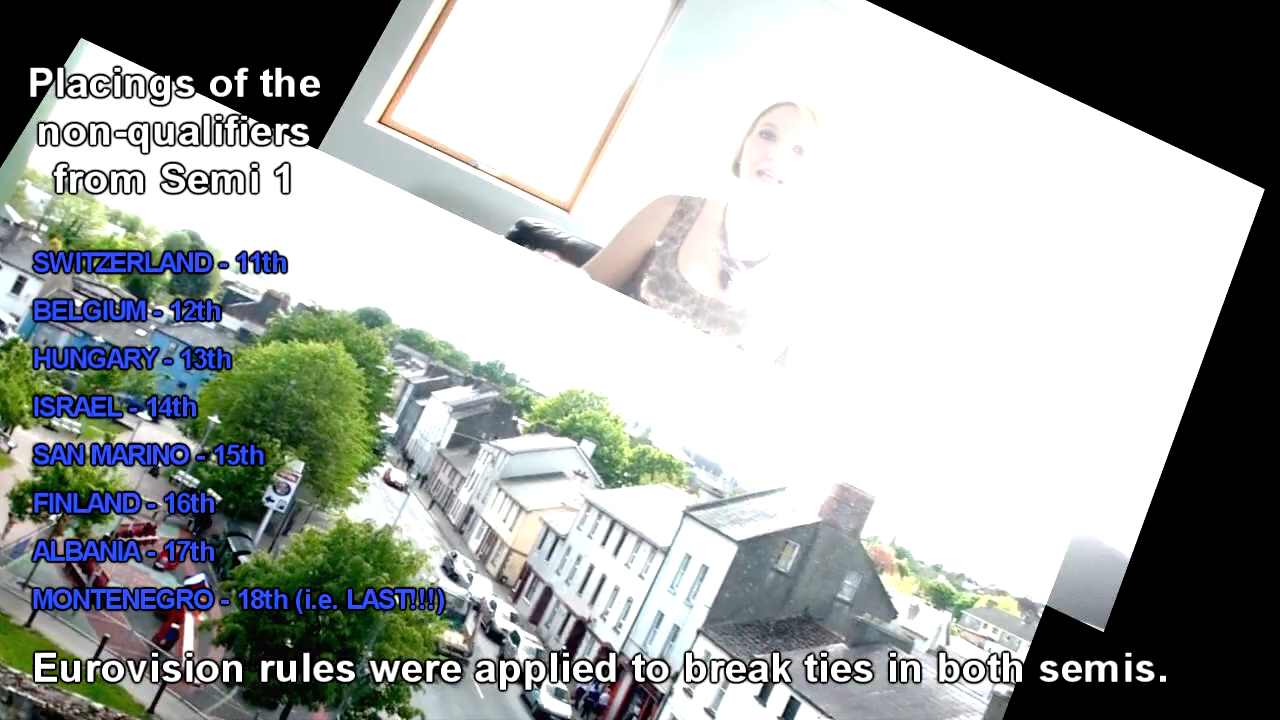 Placings of the
non-qualifiers
from Semi 1
SWITZERLAND - 11th
BELGIUM - 12th
HUNGARY - 13th
ISRAEL - 14th
SAN MARINO - 15th
FINLAND - 16th
ALBANIA - 17th
MONTENEGRO - 18th (i.e. LAST!!!)
Eurovision rules were applied to break ties in both semis.